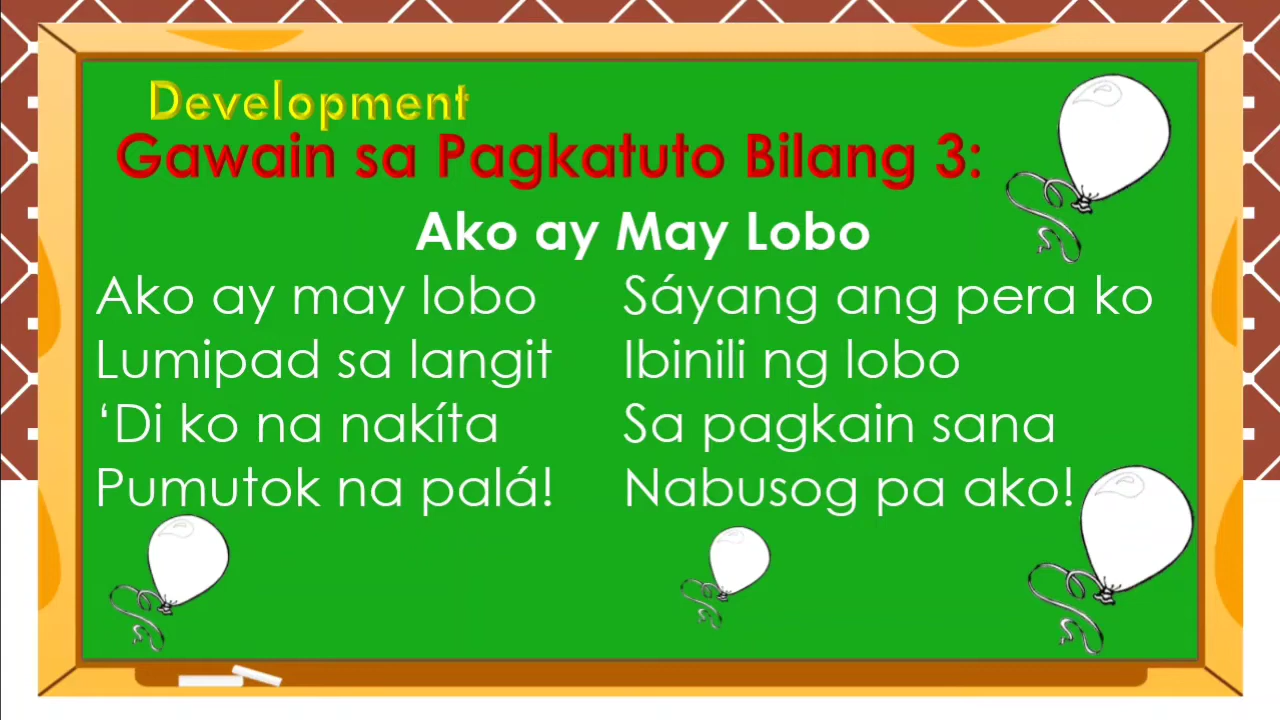 Development
Gawain sa Pagkatuto Bilang 3:
Ako ay May Lobo
Ako ay may lobo
Lumipad sa langit
‘Di ko na nakíta
Pumutok na palá!
Sáyang ang pera ko
Ibinili ng lobo
Sa pagkain sana
Nabusog pa ako!